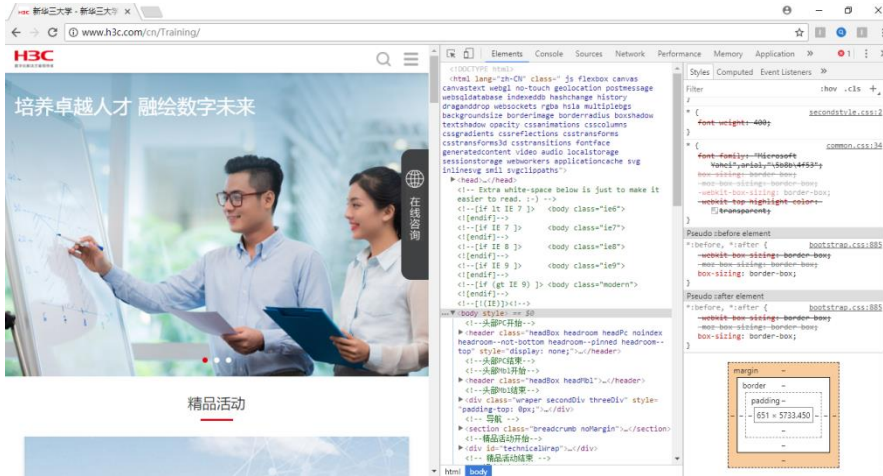 H3C 新华三大学 - 新华三大学
www.h3c.com/cn/Training/
H3C
培养卓越人才 融绘数字未来
在线咨询
精品活动
Elements Console Sources Network Performance Memory Application » 1
<!DOCTYPE html>
<html lang="zh-CN" class=" js flexbox canvas
canvastext webgl no-touch geolocation postmessage
websqldatabase indexeddb hashchange history
draganddrop websockets rgba hsla multiplebgs
backgroundsize borderimage borderradius boxshadow
textshadow opacity cssanimations csscolumns
cssgradients cssreflections csstransforms
csstransforms3d csstransitions fontface
generatedcontent video audio localstorage
sessionstorage webworkers applicationcache svg
inlinesvg smil svgclippaths">
<head>…</head>
<!-- Extra white-space below is just to make it
easier to read. :-) -->
<!--[if lt IE 7 ]> <body class="ie6">
<![endif]-->
<!--[if IE 7 ]> <body class="ie7">
<![endif]-->
<!--[if IE 8 ]> <body class="ie8">
<![endif]-->
<!--[if IE 9 ]> <body class="ie9">
<![endif]-->
<!--[if (gt IE 9) ]> <body class="modern">
<![endif]-->
<!--[!(IE)]><!-->
<body style> == $0
<!--头部PC开始-->
<header class="headBox headroom headPc noindex
headroom--not-bottom headroom--pinned headroom--
top" style="display: none;">…</header>
<!--头部PC结束-->
<!--头部Mbl开始-->
<header class="headBox headMbl">…</header>
<!--头部Mbl结束-->
<div class="wraper secondDiv threeDiv" style=
"padding-top: 0px;">…</div>
<!-- 导航 -->
<section class="breadcrumb noMargin">…</section>
<!--精品活动开始-->
<div id="technicalWrap">…</div>
<!-- 精品活动结束 -->
html body
Styles Computed Event Listeners »
Filter :hov .cls +
}
* { secondstyle.css:2
font-weight: 400;
}
* { common.css:34
font-family: "Microsoft
Yahei",arial,"\5b8b\4f53";
box-sizing: border-box;
-moz-box-sizing: border-box;
-webkit-box-sizing: border-box;
-webkit-tap-highlight-color:
transparent;
}
Pseudo ::before element
*:before, *:after { bootstrap.css:885
-webkit-box-sizing: border-box;
-moz-box-sizing: border-box;
box-sizing: border-box;
}
Pseudo ::after element
*:before, *:after { bootstrap.css:885
-webkit-box-sizing: border-box;
-moz-box-sizing: border-box;
box-sizing: border-box;
}
margin -
border -
padding -
- - - 651 × 5733.450 - - -
-
-
-